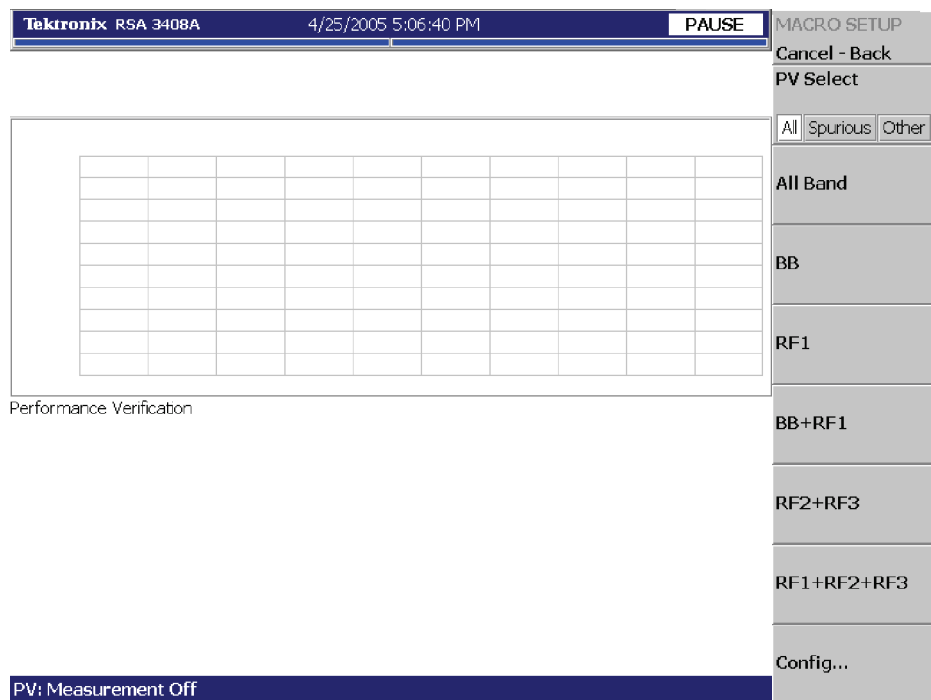 Tektronix RSA 3408A 4/25/2005 5:06:40 PM PAUSE
MACRO SETUP
Cancel - Back
PV Select
All Spurious Other
All Band
BB
RF1
BB+RF1
RF2+RF3
RF1+RF2+RF3
Config...
Performance Verification
PV: Measurement Off